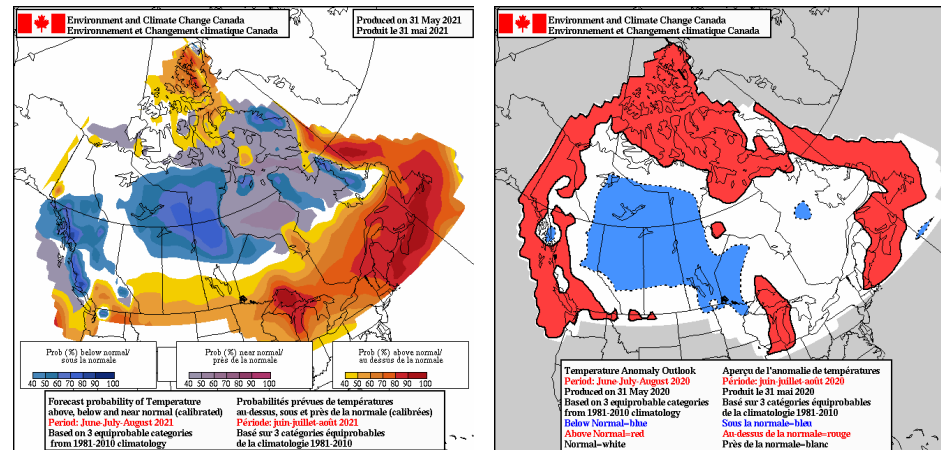 Environment and Climate Change Canada
Environnement et Changement climatique Canada
Produced on 31 May 2021
Produit le 31 mai 2021
Prob (%) below normal/
sous la normale
40 50 60 70 80 90 100
Prob (%) near normal/
près de la normale
40 50 60 70 80 90 100
Prob (%) above normal/
au dessus de la normale
40 50 60 70 80 90 100
Forecast probability of Temperature
above, below and near normal (calibrated)
Period: June-July-August 2021
Based on 3 equiprobable categories
from 1981-2010 climatology
Probabilités prévues de températures
au-dessus, sous et près de la normale (calibrées)
Période: juin-juillet-août 2021
Basé sur 3 catégories équiprobables
de la climatologie 1981-2010
Environment and Climate Change Canada
Environnement et Changement climatique Canada
Temperature Anomaly Outlook
Period: June-July-August 2020
Produced on 31 May 2020
Based on 3 equiprobable categories
from 1981-2010 climatology
Below Normal=blue
Above Normal=red
Normal=white
Aperçu de l'anomalie de températures
Période: juin-juillet-août 2020
Produit le 31 mai 2020
Basé sur 3 catégories équiprobables
de la climatologie 1981-2010
Sous la normale=bleu
Au-dessus de la normale=rouge
Près de la normale=blanc